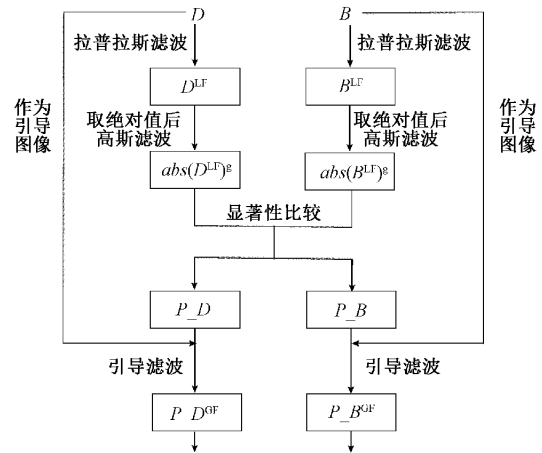 D
B
拉普拉斯滤波
拉普拉斯滤波
D^LF
B^LF
作为
引导
图像
取绝对值后
高斯滤波
取绝对值后
高斯滤波
作为
引导
图像
abs(D^LF)^g
abs(B^LF)^g
显著性比较
P_D
P_B
引导滤波
引导滤波
P_D^GF
P_B^GF